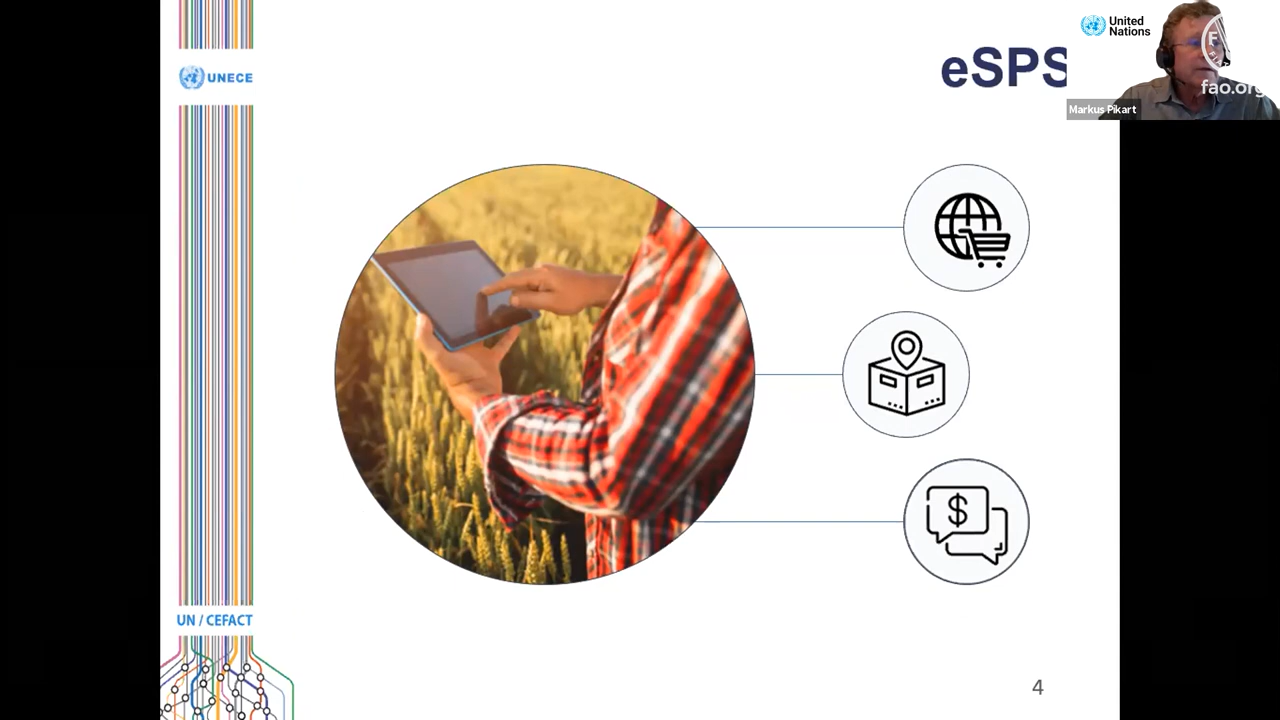 UNECE
eSPS
United
Nations
fao.org
Markus Pikart
$
UN / CEFACT
4